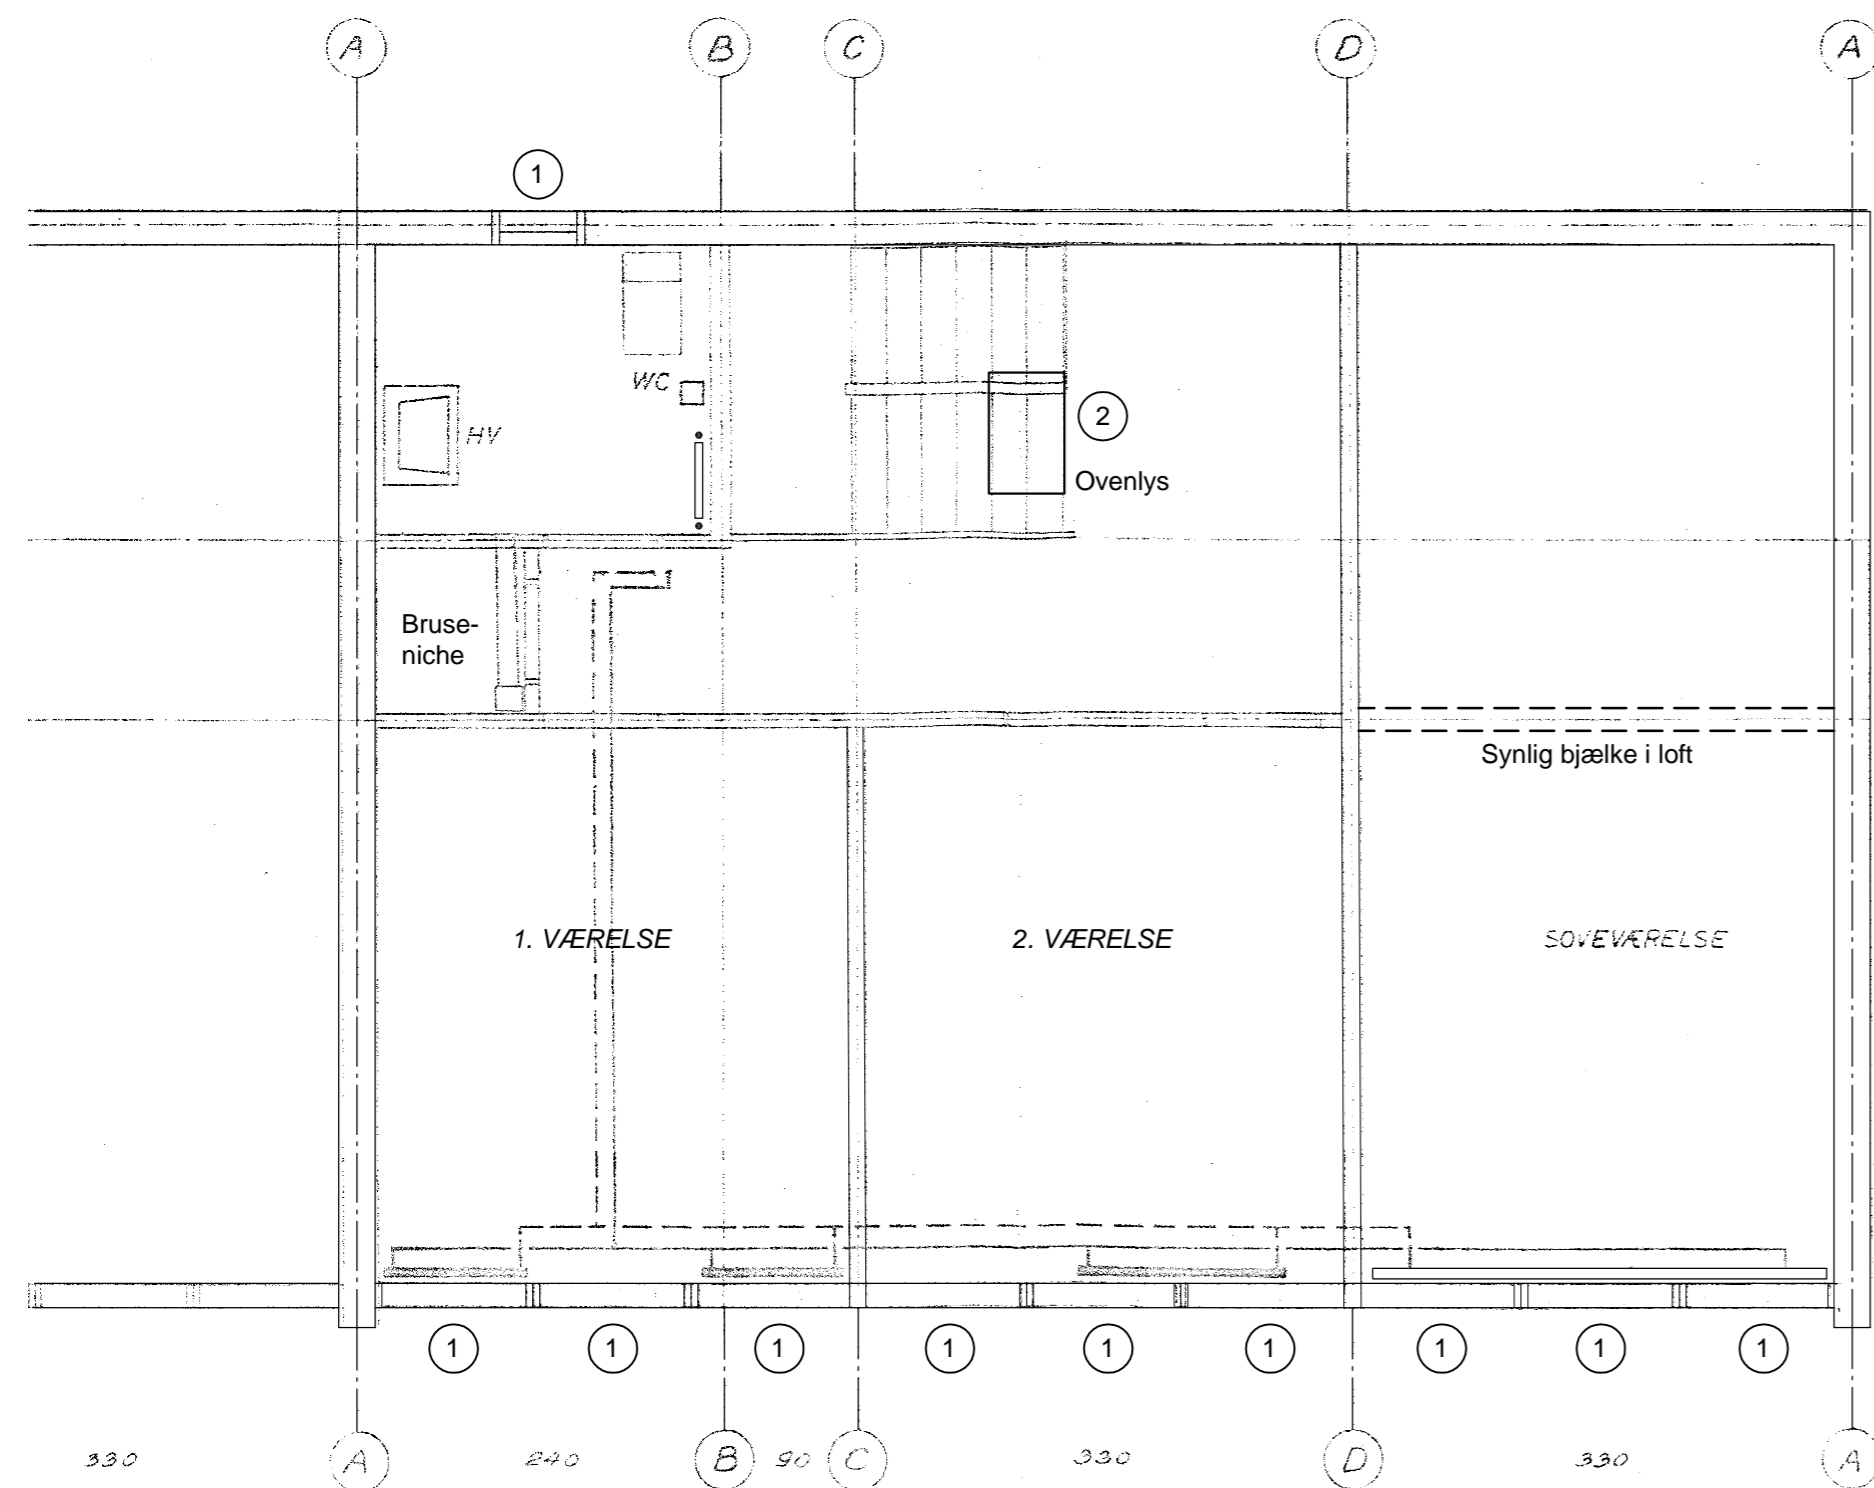 A B C D A
1
WC
HV
2
Ovenlys
Bruse-
niche
Synlig bjælke i loft
1. VÆRELSE 2. VÆRELSE SOVEVÆRELSE
1 1 1 1 1 1 1 1 1
330 A 240 B 90 C 330 D 330 A